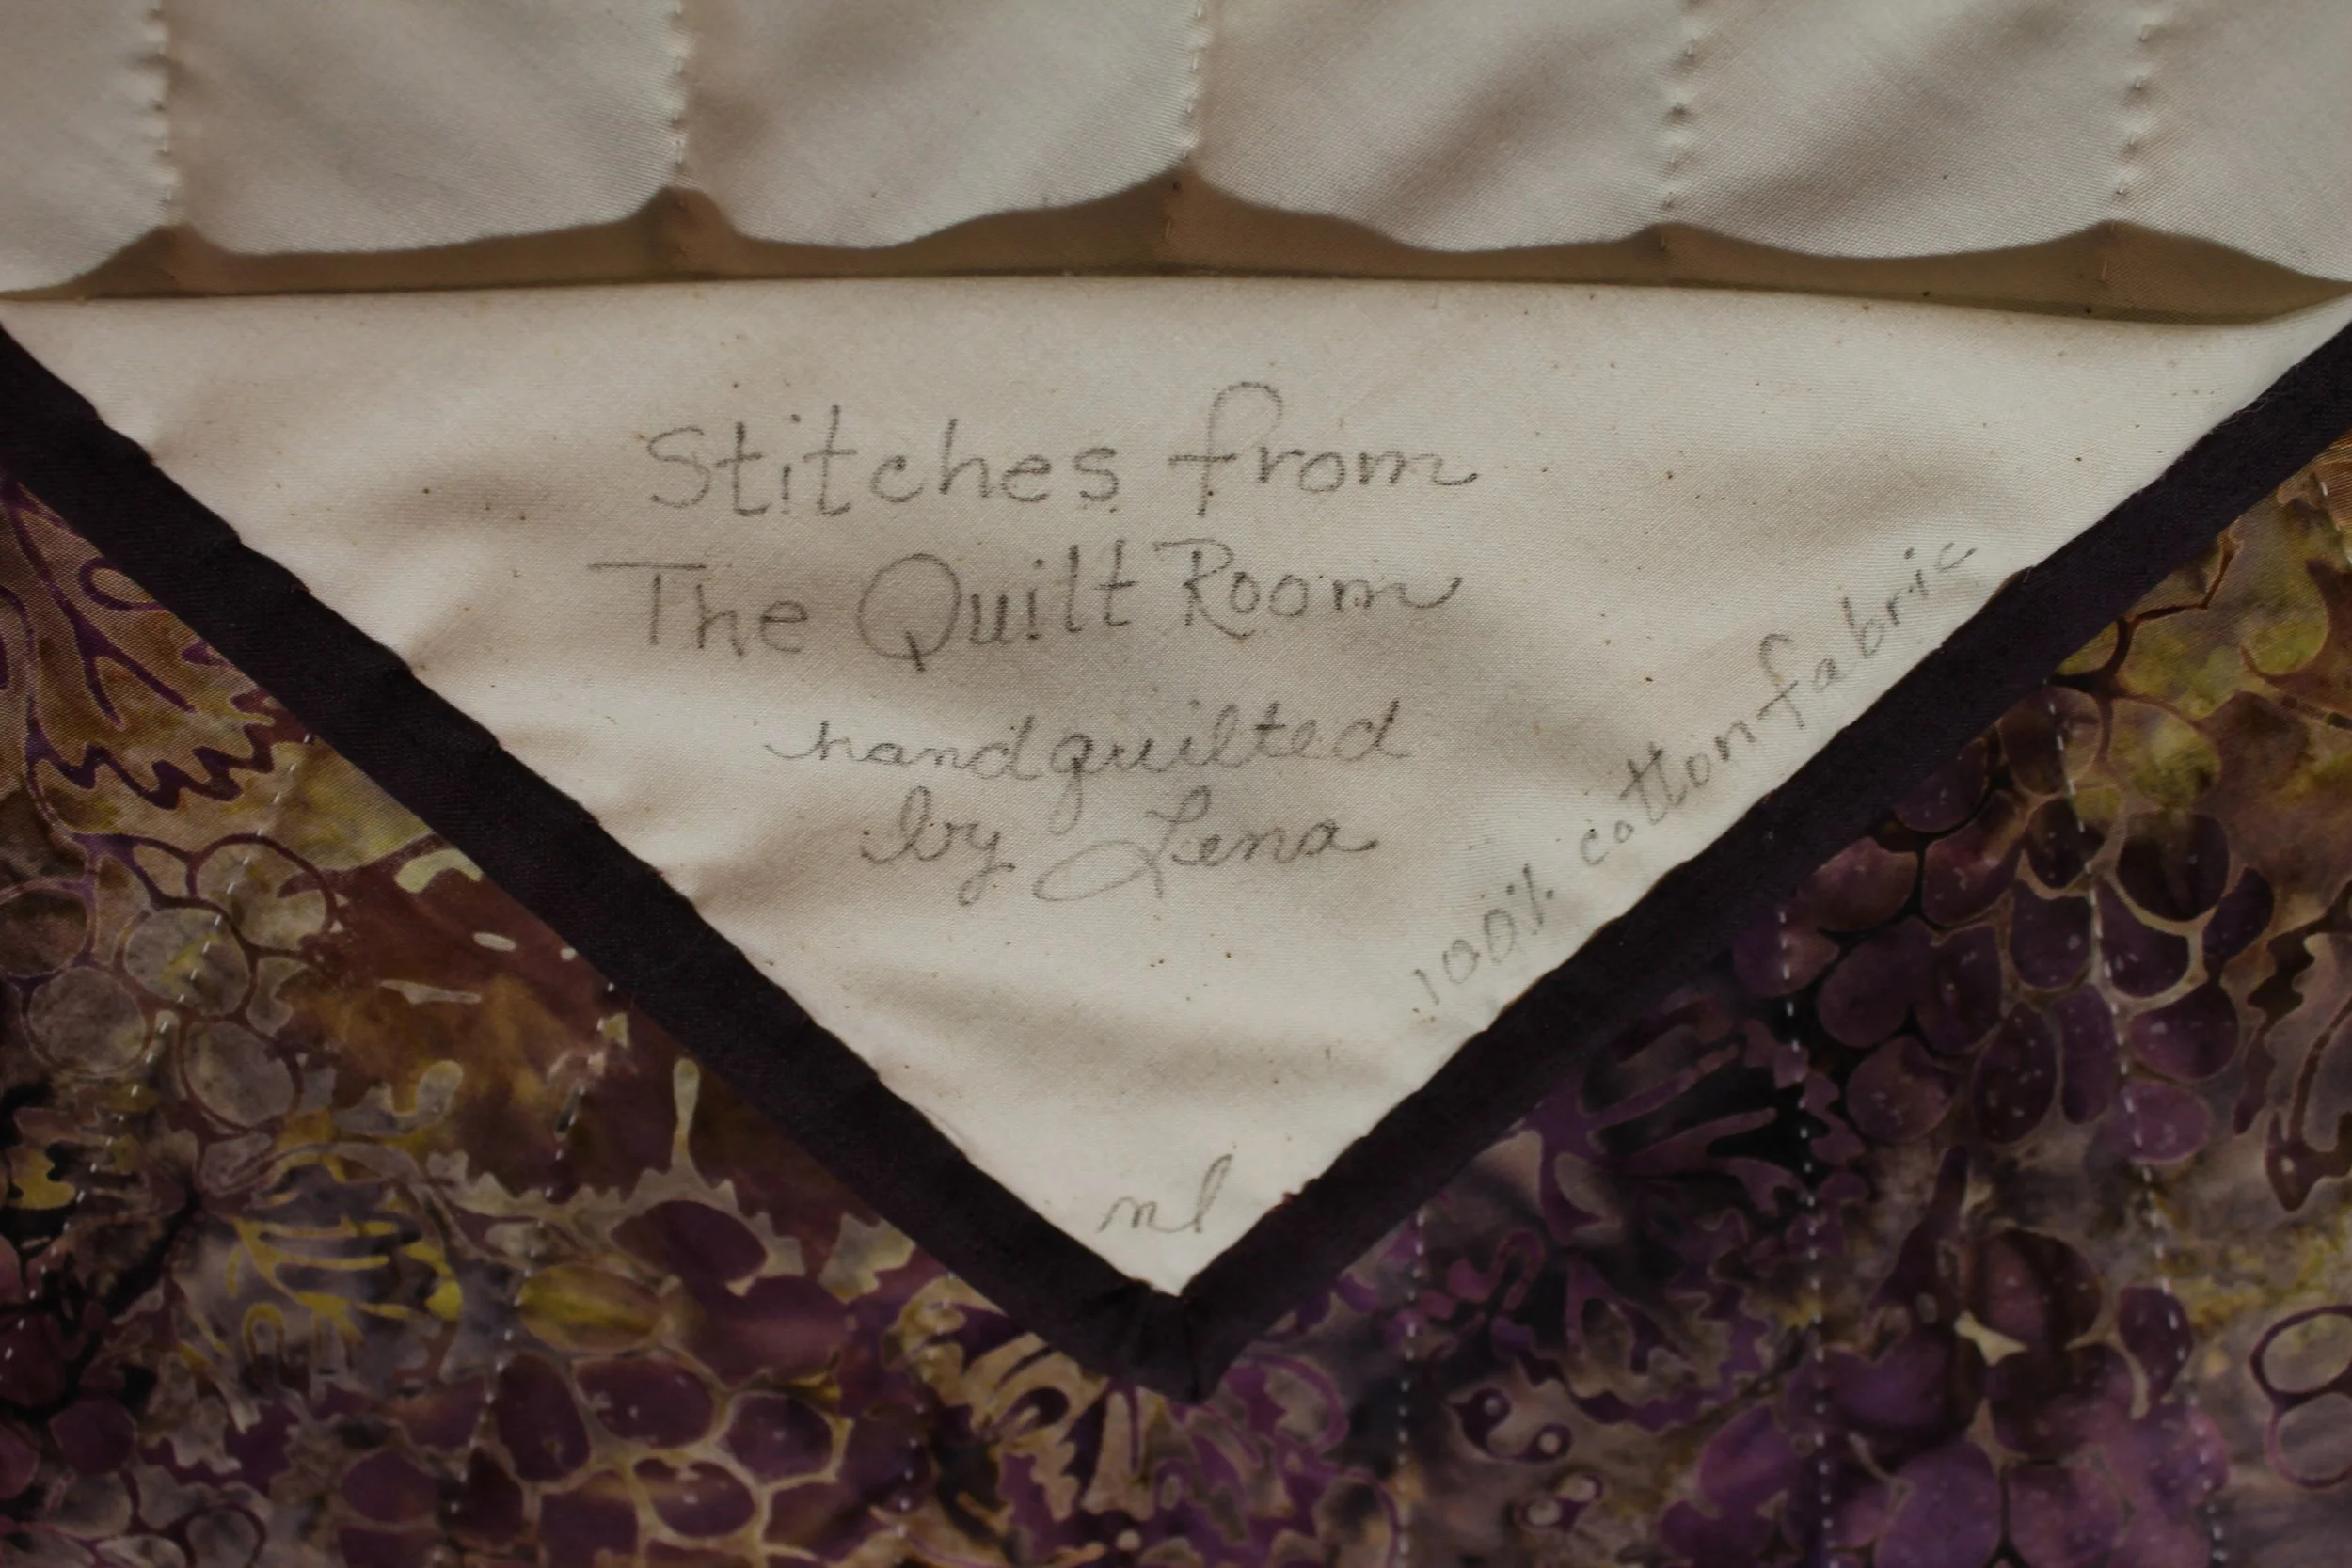 Stitches from
The Quilt Room
handquilted
by Lena
100% cotton fabric
ml